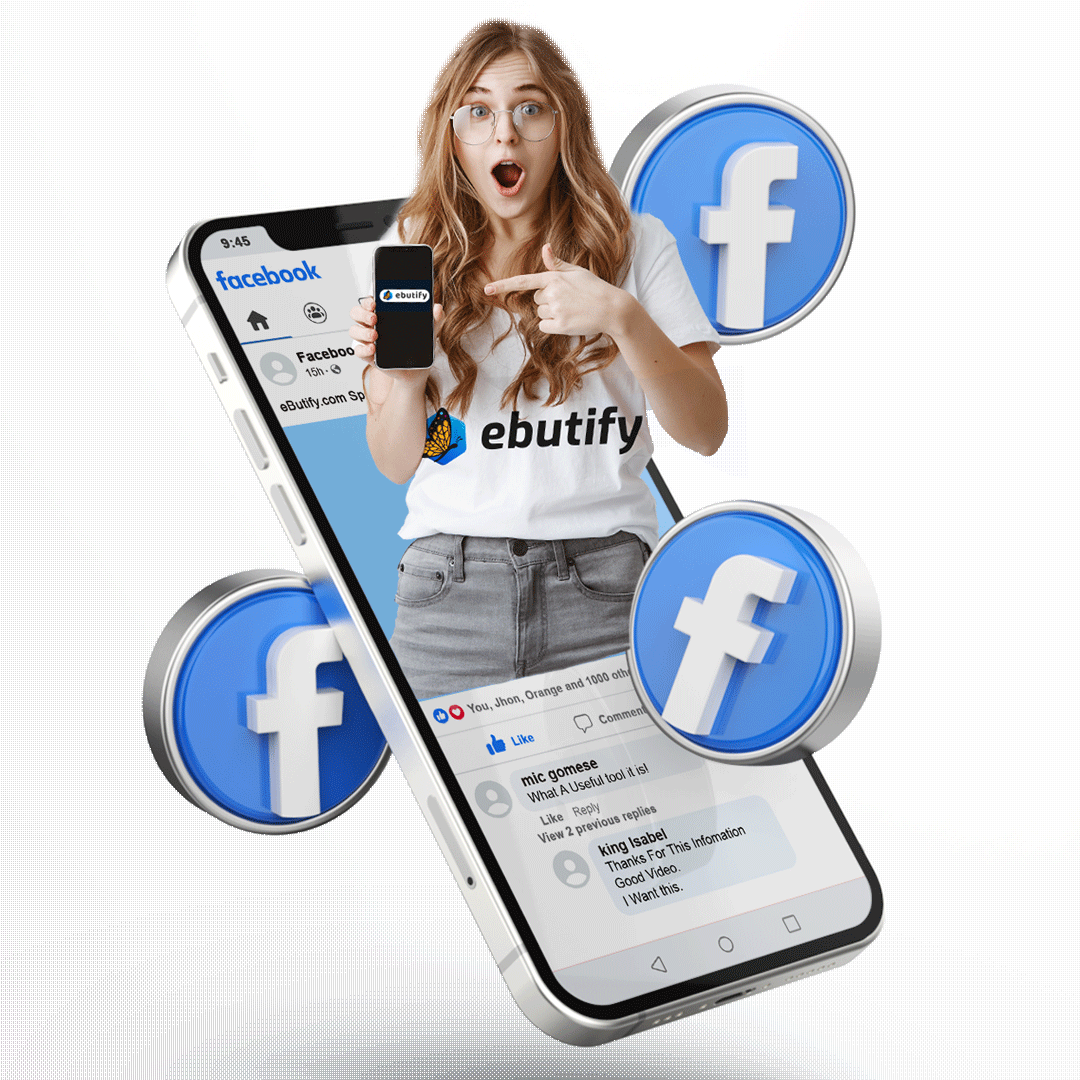 9:45
facebook
Faceboo
15h
eButify.com Sp
ebutify
ebutify
You, Jhon, Orange and 1000 oth
Like
Commen
mic gomese
What A Useful tool it is!
Like Reply
View 2 previous replies
king Isabel
Thanks For This Infomation
Good Video.
I Want this.
f
f
f